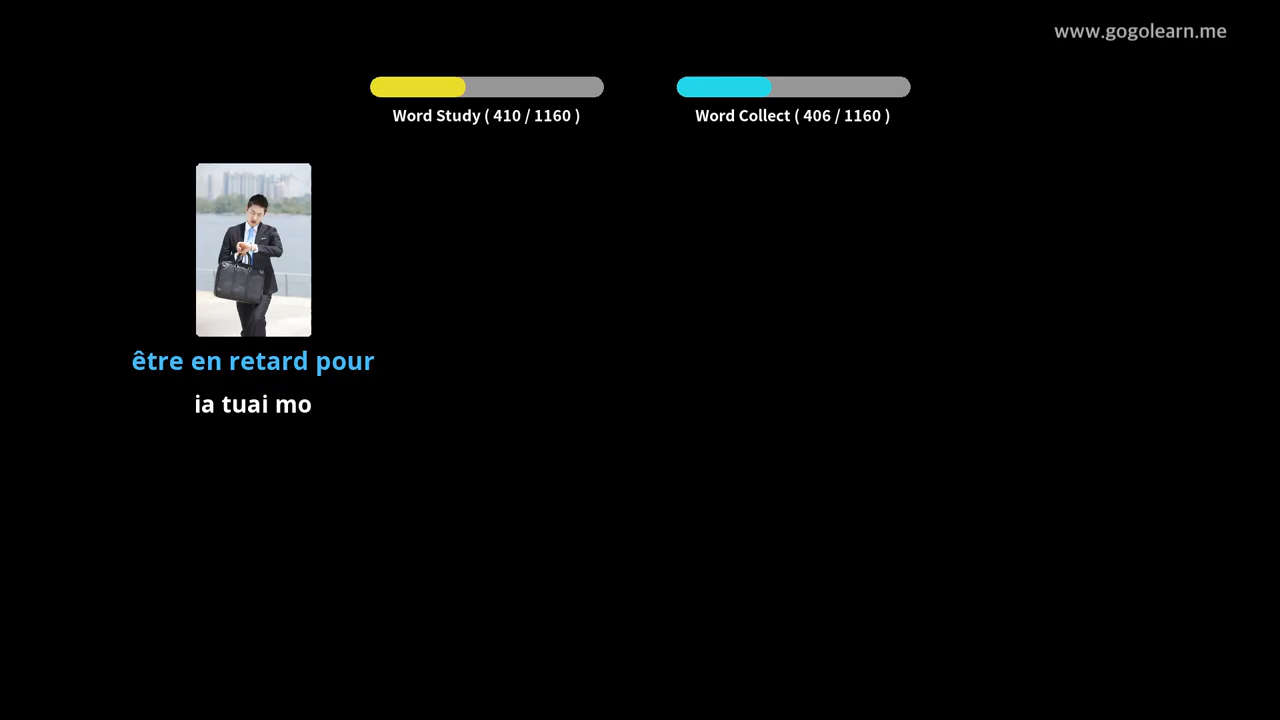 www.gogolearn.me
Word Study ( 410 / 1160 )
Word Collect ( 406 / 1160 )
être en retard pour
ia tuai mo